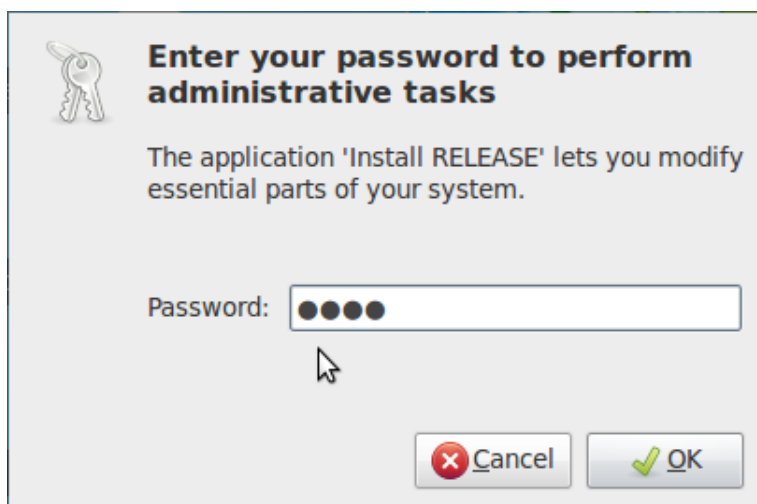 Enter your password to perform
administrative tasks
The application 'Install RELEASE' lets you modify
essential parts of your system.
Password: ●●●●
Cancel
OK